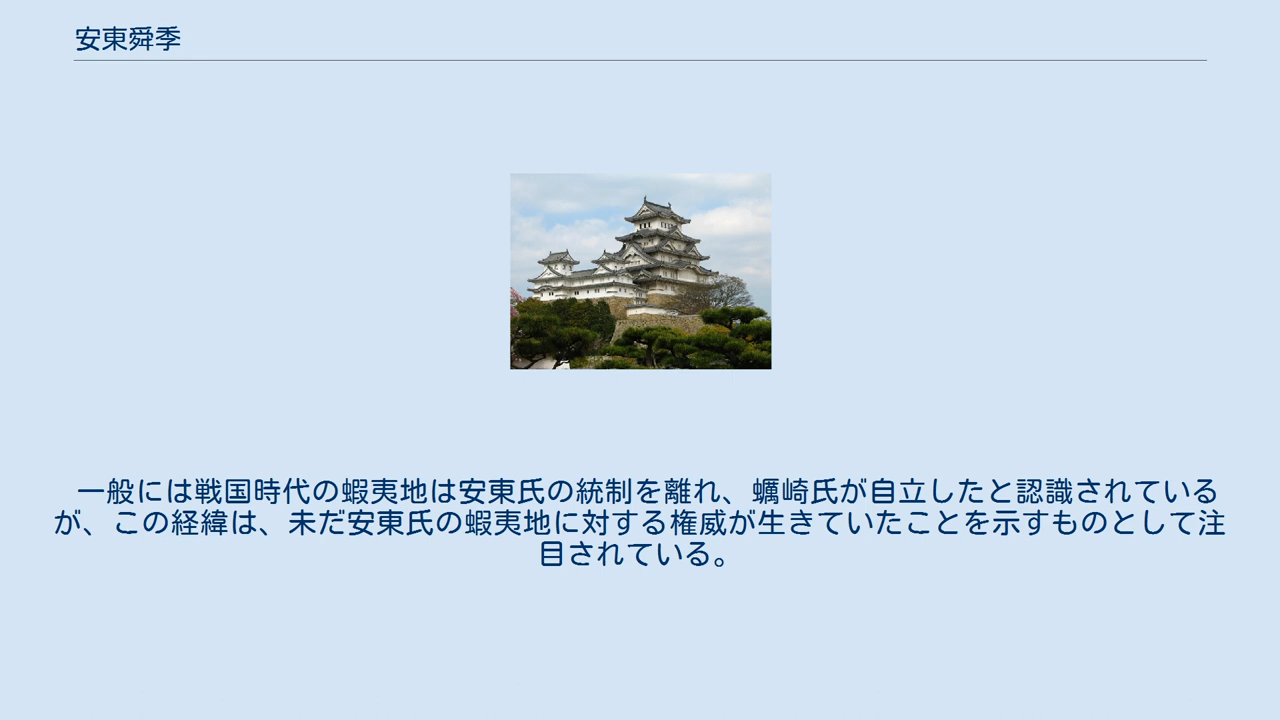 安東舜季
一般には戦国時代の蝦夷地は安東氏の統制を離れ、蠣崎氏が自立したと認識されている
が、この経緯は、未だ安東氏の蝦夷地に対する権威が生きていたことを示すものとして注
目されている。